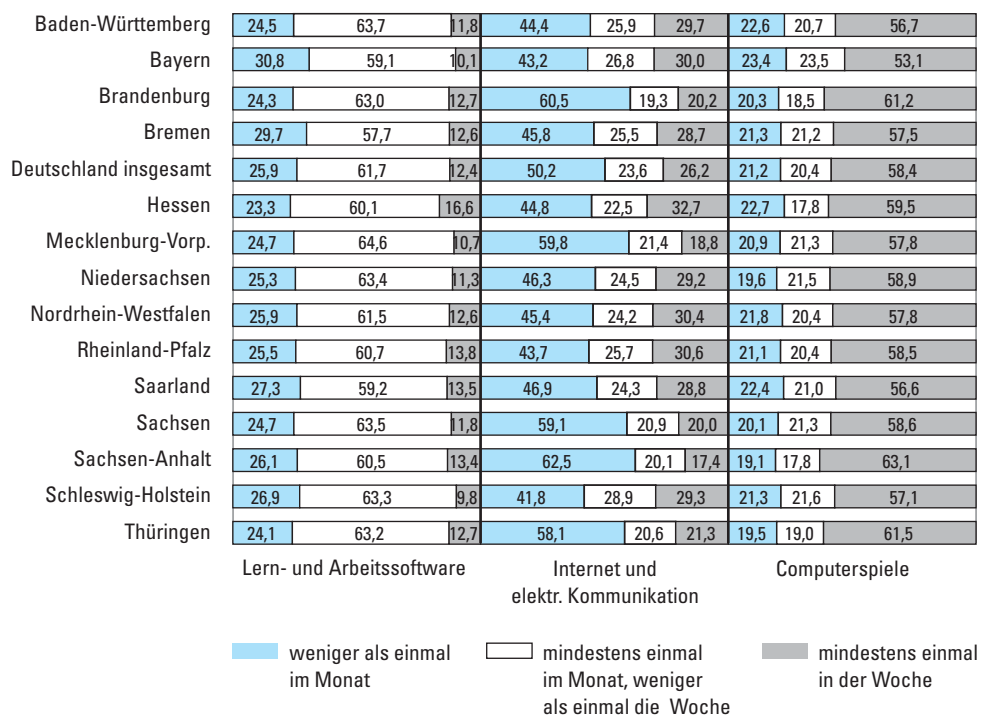 Baden-Württemberg 24,5 63,7 11,8 44,4 25,9 29,7 22,6 20,7 56,7
Bayern 30,8 59,1 10,1 43,2 26,8 30,0 23,4 23,5 53,1
Brandenburg 24,3 63,0 12,7 60,5 19,3 20,2 20,3 18,5 61,2
Bremen 29,7 57,7 12,6 45,8 25,5 28,7 21,3 21,2 57,5
Deutschland insgesamt 25,9 61,7 12,4 50,2 23,6 26,2 21,2 20,4 58,4
Hessen 23,3 60,1 16,6 44,8 22,5 32,7 22,7 17,8 59,5
Mecklenburg-Vorp. 24,7 64,6 10,7 59,8 21,4 18,8 20,9 21,3 57,8
Niedersachsen 25,3 63,4 11,3 46,3 24,5 29,2 19,6 21,5 58,9
Nordrhein-Westfalen 25,9 61,5 12,6 45,4 24,2 30,4 21,8 20,4 57,8
Rheinland-Pfalz 25,5 60,7 13,8 43,7 25,7 30,6 21,1 20,4 58,5
Saarland 27,3 59,2 13,5 46,9 24,3 28,8 22,4 21,0 56,6
Sachsen 24,7 63,5 11,8 59,1 20,9 20,0 20,1 21,3 58,6
Sachsen-Anhalt 26,1 60,5 13,4 62,5 20,1 17,4 19,1 17,8 63,1
Schleswig-Holstein 26,9 63,3 9,8 41,8 28,9 29,3 21,3 21,6 57,1
Thüringen 24,1 63,2 12,7 58,1 20,6 21,3 19,5 19,0 61,5
Lern- und Arbeitssoftware
Internet und
elektr. Kommunikation
Computerspiele
weniger als einmal
im Monat
mindestens einmal
im Monat, weniger
als einmal die Woche
mindestens einmal
in der Woche